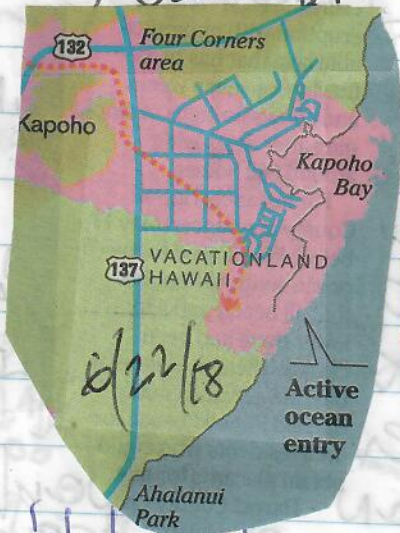 132
Four Corners
area
Kapoho
Kapoho
Bay
137
VACATIONLAND
HAWAII
6/22/18
Active
ocean
entry
Ahalanui
Park